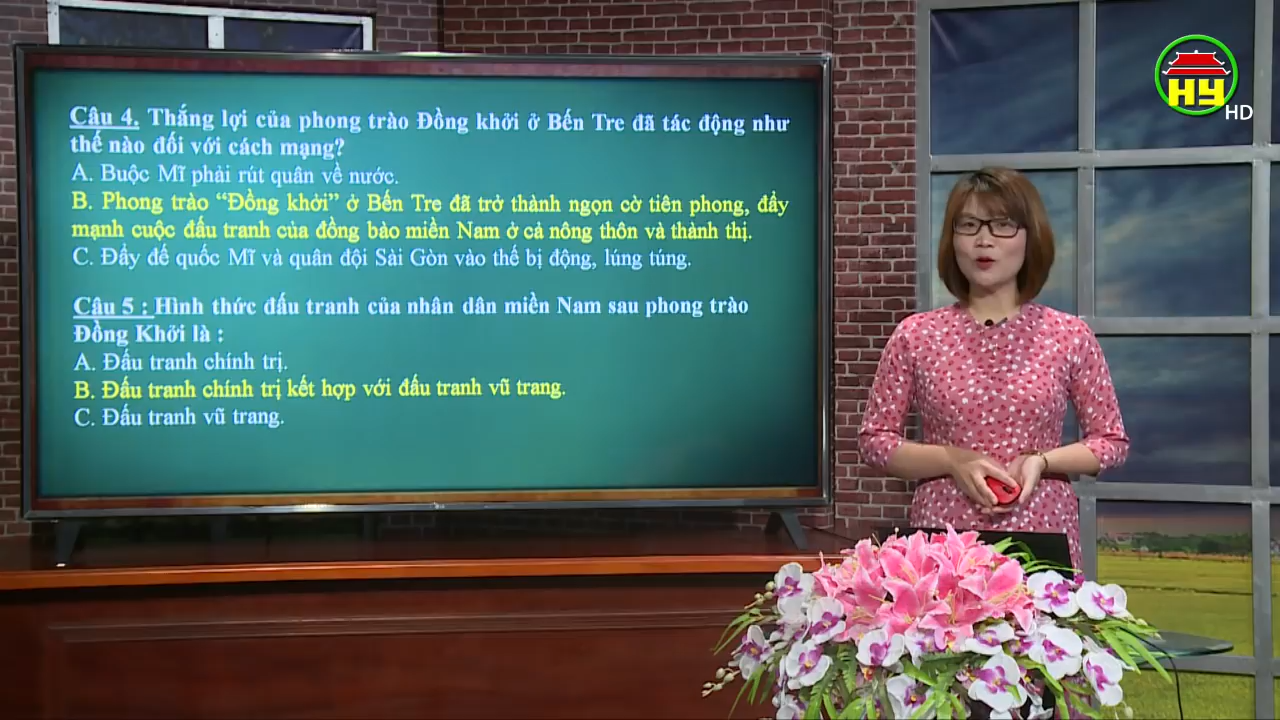 Câu 4. Thắng lợi của phong trào Đồng khởi ở Bến Tre đã tác động như
thế nào đối với cách mạng?
A. Buộc Mĩ phải rút quân về nước.
B. Phong trào “Đồng khởi” ở Bến Tre đã trở thành ngọn cờ tiên phong, đẩy
mạnh cuộc đấu tranh của đồng bào miền Nam ở cả nông thôn và thành thị.
C. Đẩy đế quốc Mĩ và quân đội Sài Gòn vào thế bị động, lúng túng.
Câu 5 : Hình thức đấu tranh của nhân dân miền Nam sau phong trào
Đồng Khởi là :
A. Đấu tranh chính trị.
B. Đấu tranh chính trị kết hợp với đấu tranh vũ trang.
C. Đấu tranh vũ trang.
HY
HD